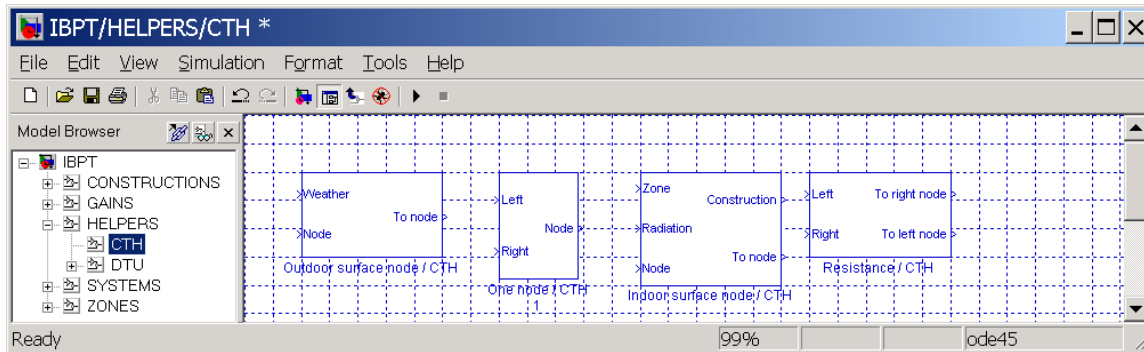 IBPT/HELPERS/CTH *
File Edit View Simulation Format Tools Help
Model Browser
IBPT
CONSTRUCTIONS
GAINS
HELPERS
CTH
DTU
SYSTEMS
ZONES
Weather
To node
Node
Outdoor surface node / CTH
Left
Node
Right
One node / CTH
1
Zone
Construction
Radiation
To node
Node
Indoor surface node / CTH
Left To right node
Right To left node
Resistance / CTH
Ready 99% ode45